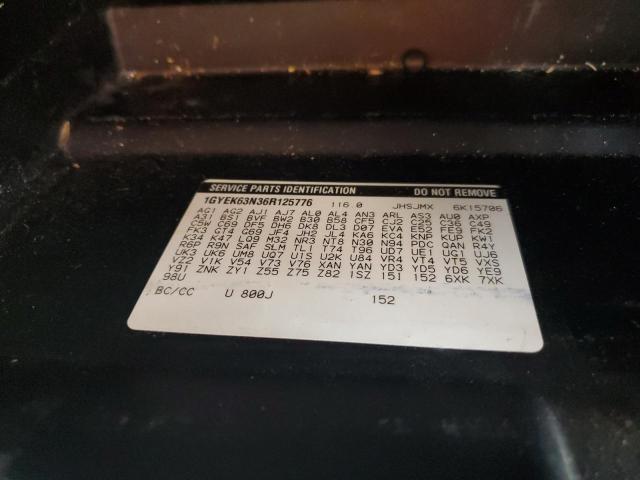 SERVICE PARTS IDENTIFICATION DO NOT REMOVE
1GYEK63N36R125776 116.0 JHSJMX 6K15706
AG1 AG2 AJ1 AJ7 AL0 AL4 AN3 ARL AS3 AU0 AXP
A31 BS1 BVF BW2 B30 B58 CF5 CJ2 C25 C36 C49
C5W C69 DF5 DH6 DK8 DL3 D07 EVA E52 FE9 FK2
FK3 GT4 G69 JF4 JH2 JL4 KA6 KC4 KNP KUP KW1
K34 K47 LQ9 M32 NR3 NT8 N30 N94 PDC QAN R4Y
R6P R9N SAF SLM TL1 T74 T96 UD7 UE1 UG1 UJ6
UK3 UK6 UM8 UQ7 U1S U2K U84 VR4 VT4 VT5 VXS
VZ2 V1K V54 V73 V76 XAN YAN YD3 YD5 YD6 YE9
Y91 ZNK ZY1 Z55 Z75 Z82 1SZ 15I 152 6XK 7XK
98U
BC/CC U 800J 152